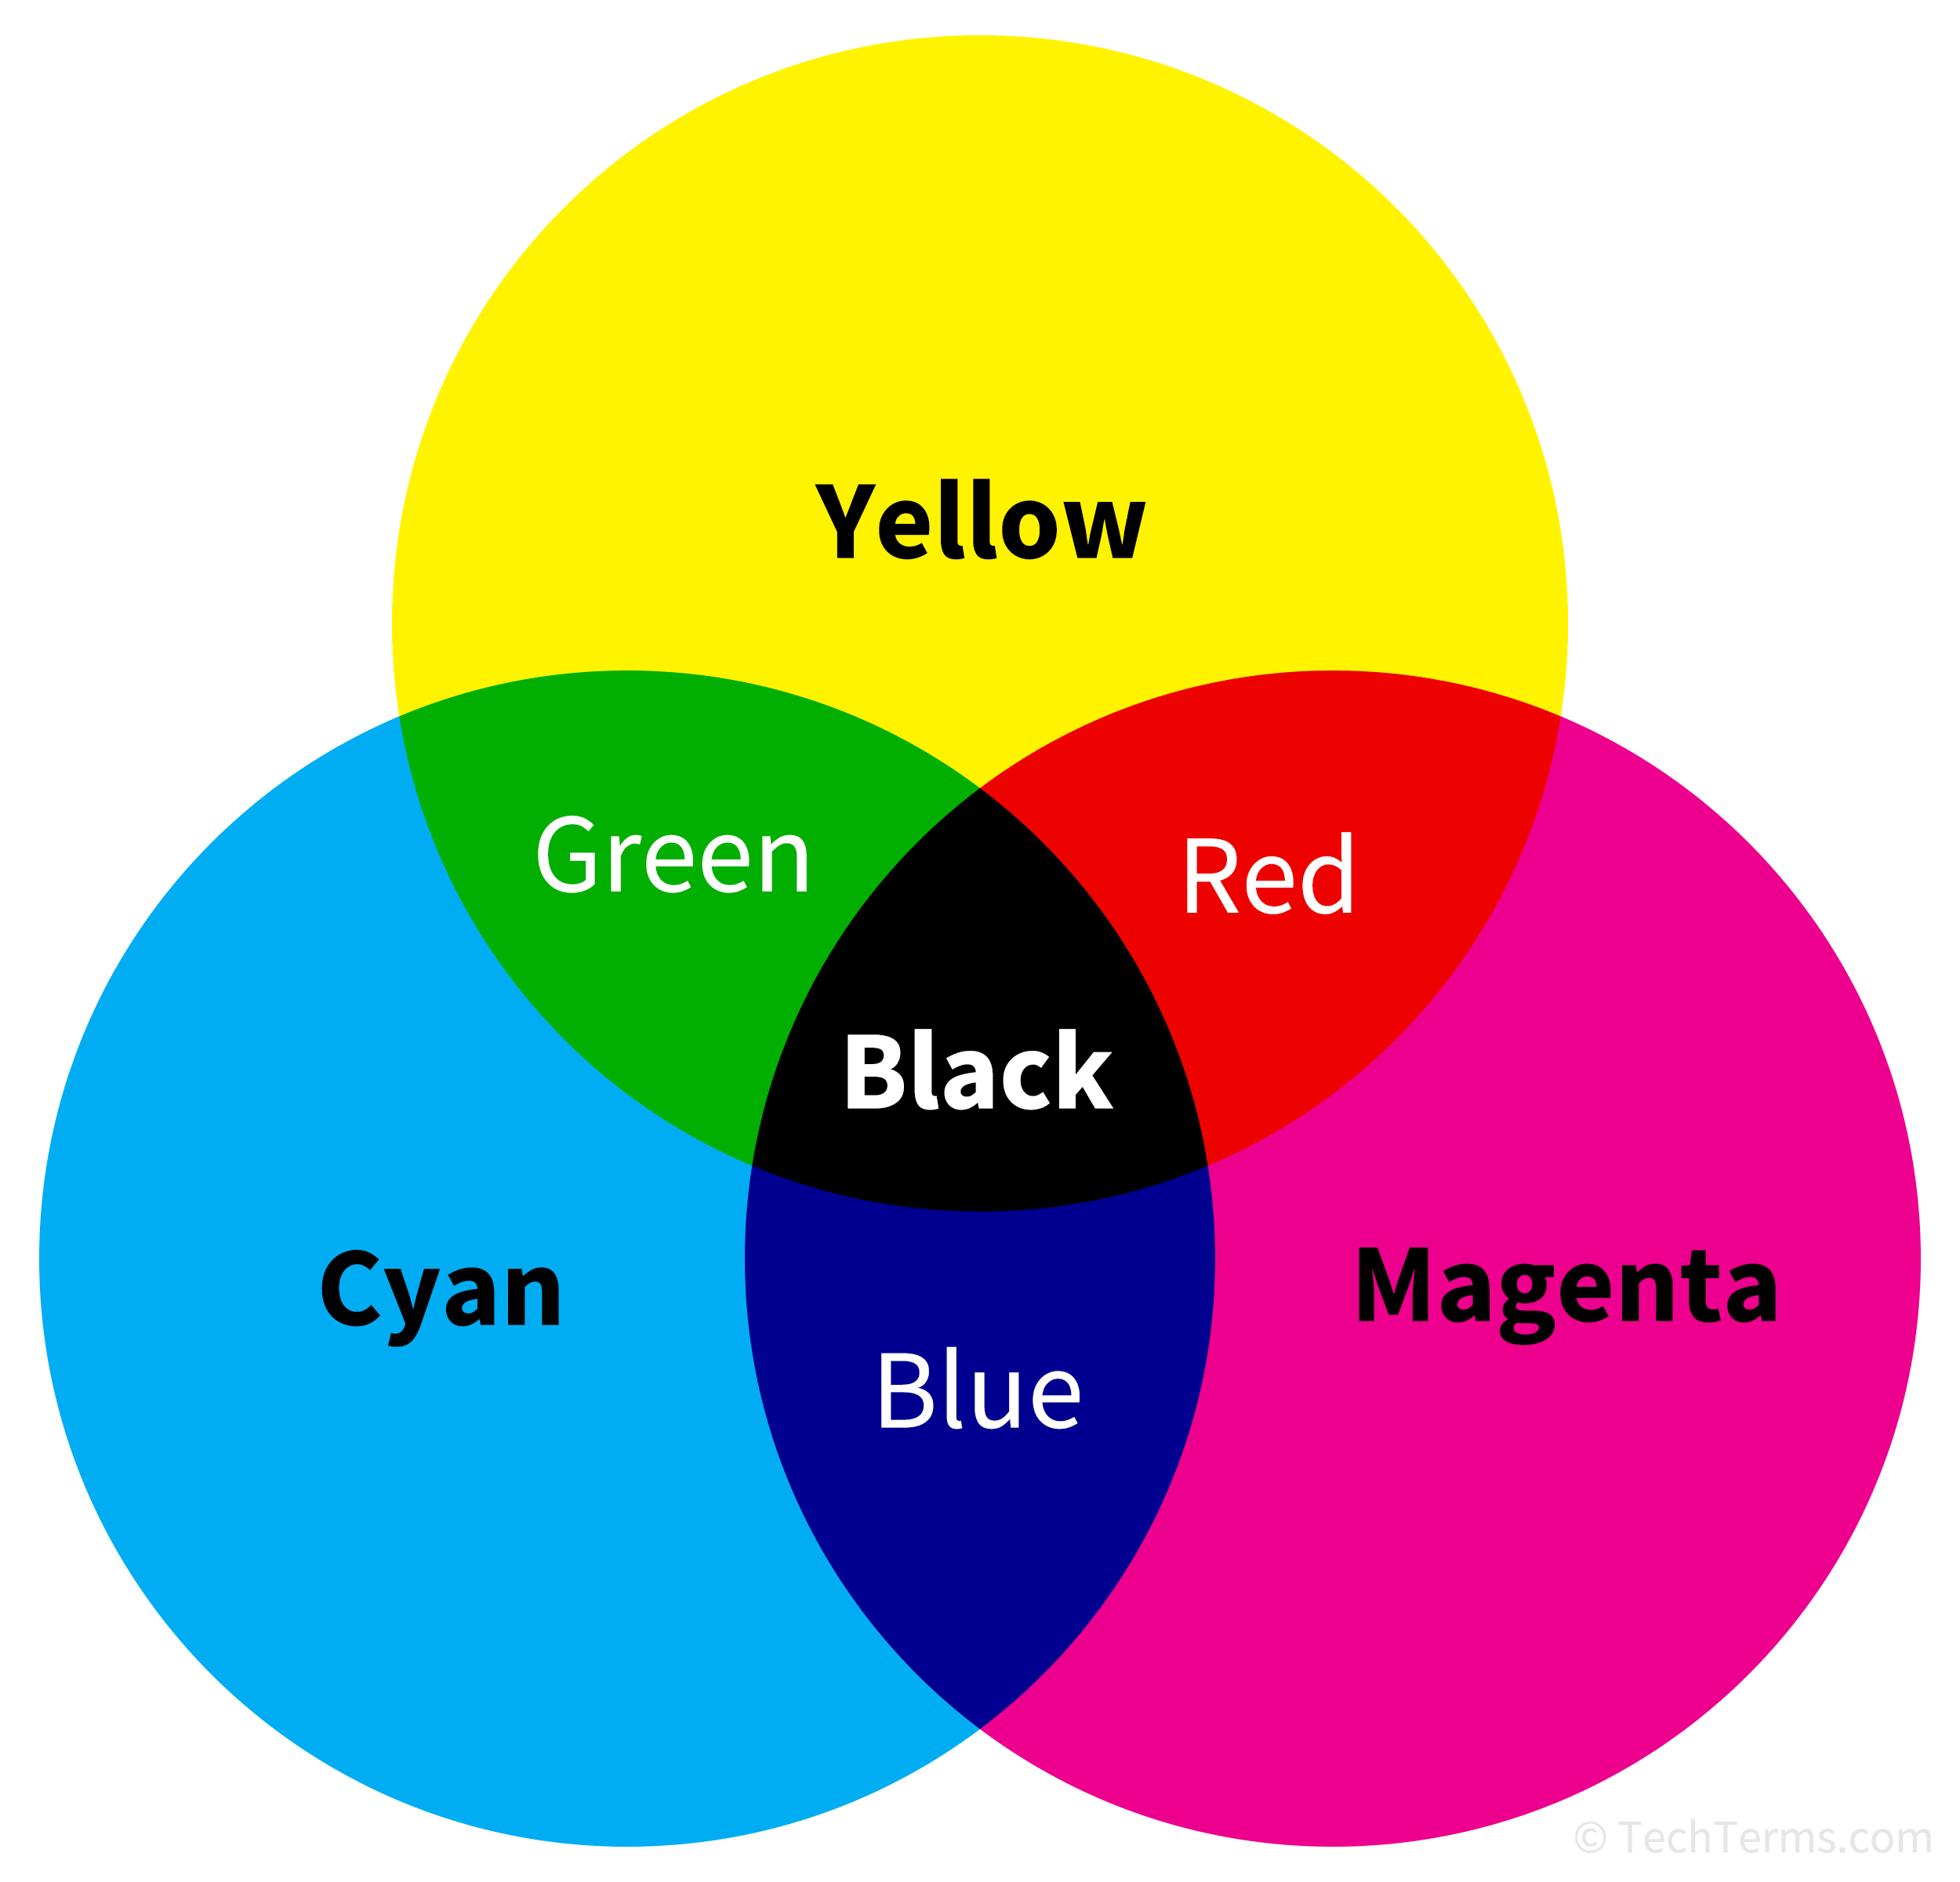 Yellow
Green
Red
Black
Cyan
Magenta
Blue
© TechTerms.com